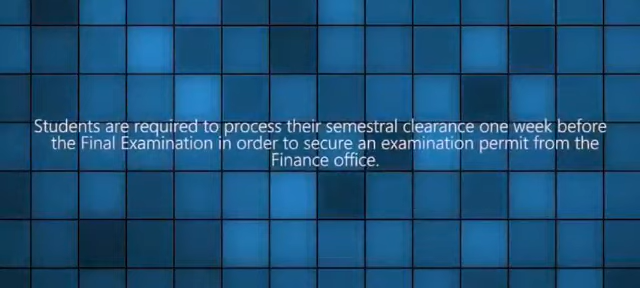 Students are required to process their semestral clearance one week before
the Final Examination in order to secure an examination permit from the
Finance office.